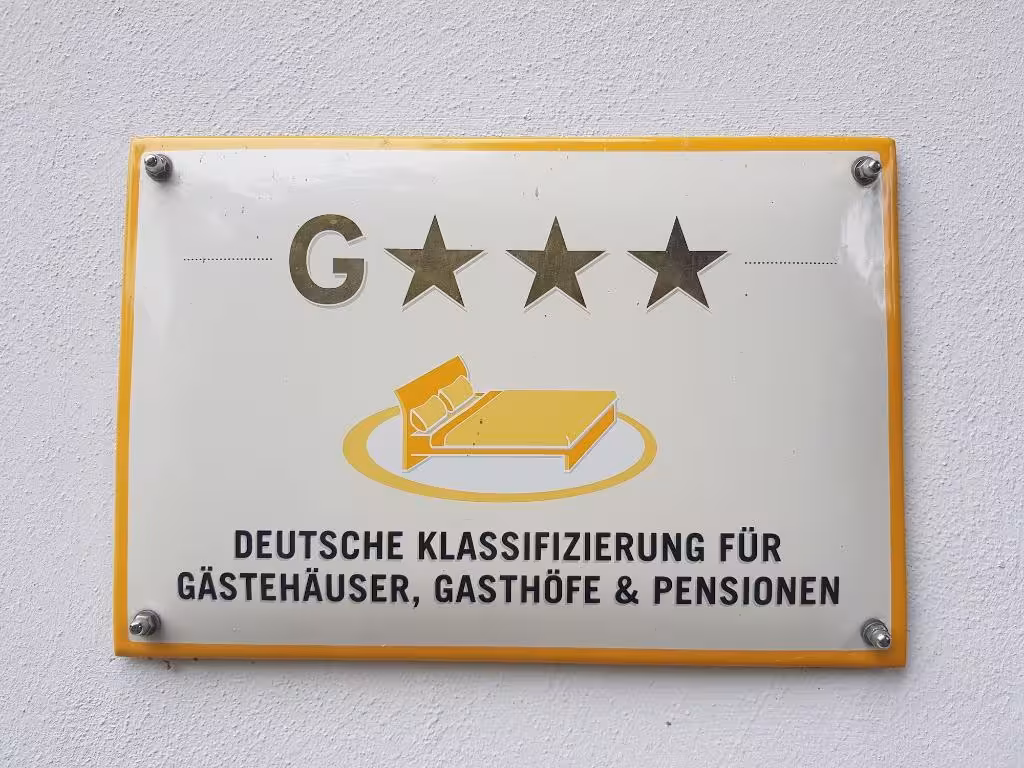 G★★★
DEUTSCHE KLASSIFIZIERUNG FÜR
GÄSTEHÄUSER, GASTHÖFE & PENSIONEN